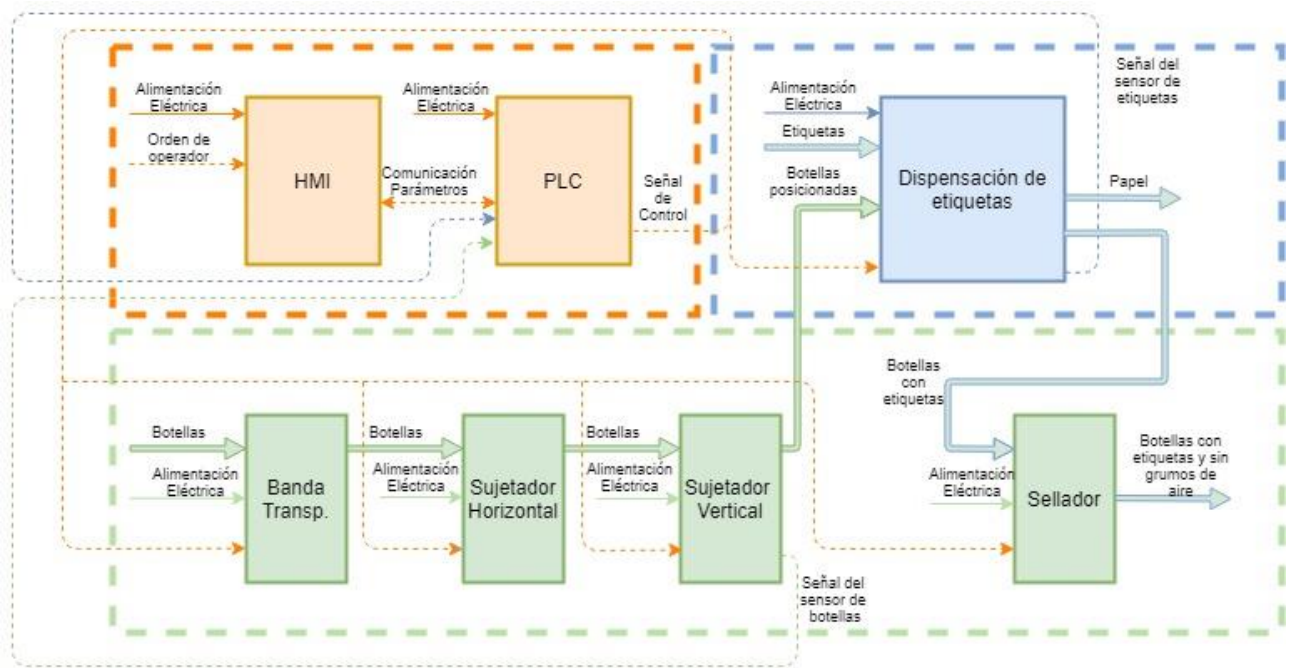 Señal del
sensor de
etiquetas
Alimentación
Eléctrica
Orden de
operador
HMI
Alimentación
Eléctrica
Comunicación
Parámetros
PLC
Señal
de
Control
Alimentación
Eléctrica
Etiquetas
Botellas
posicionadas
Dispensación de
etiquetas
Papel
Botellas
con
etiquetas
Botellas
Alimentación
Eléctrica
Banda
Transp.
Botellas
Alimentación
Eléctrica
Sujetador
Horizontal
Botellas
Alimentación
Eléctrica
Sujetador
Vertical
Señal del
sensor de
botellas
Alimentación
Eléctrica
Sellador
Botellas con
etiquetas y sin
grumos de
aire